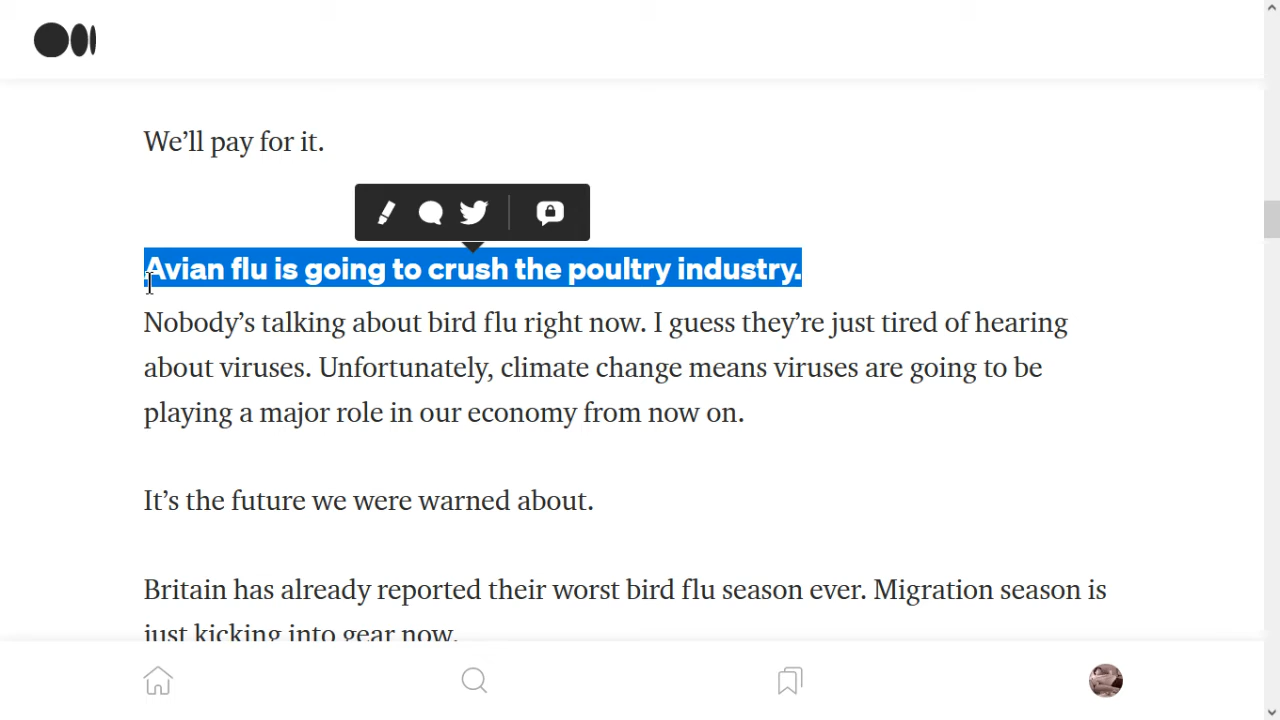 We’ll pay for it.
Avian flu is going to crush the poultry industry.
Nobody’s talking about bird flu right now. I guess they’re just tired of hearing
about viruses. Unfortunately, climate change means viruses are going to be
playing a major role in our economy from now on.
It’s the future we were warned about.
Britain has already reported their worst bird flu season ever. Migration season is
just kicking into gear now.